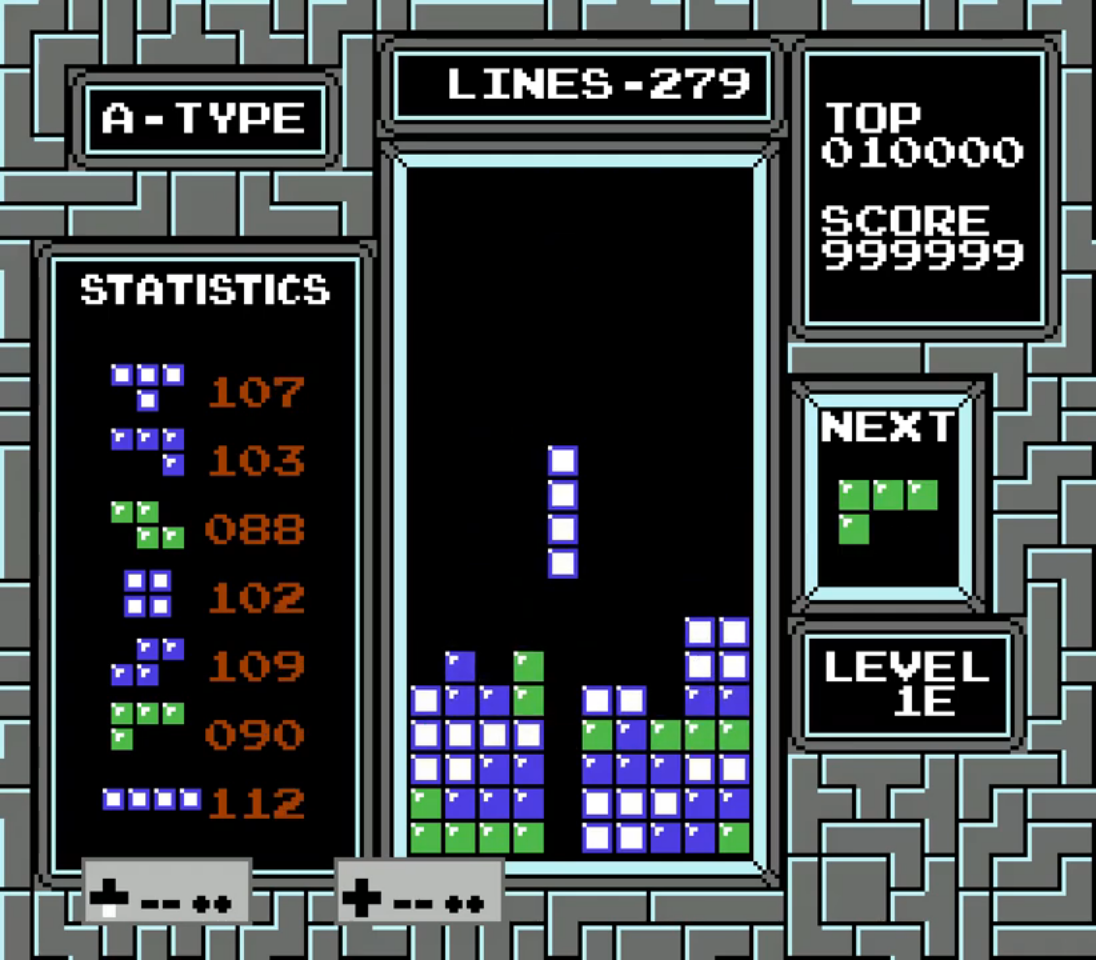 LINES-279
A-TYPE
TOP
010000
SCORE
999999
STATISTICS
107
103
088
102
109
090
112
NEXT
LEVEL
1E